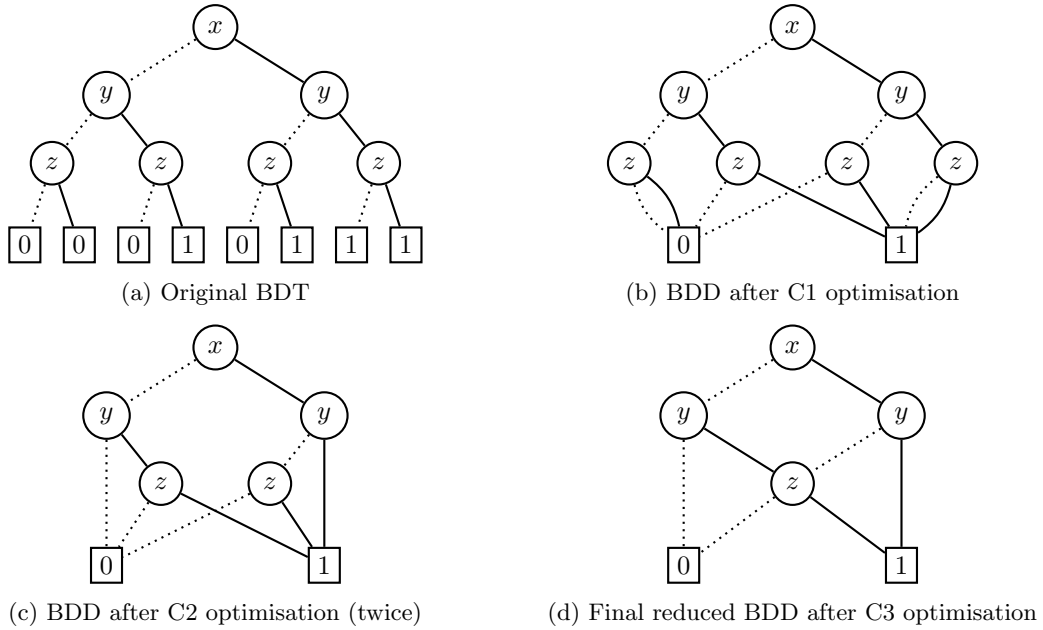 x
x
y y
y y
z z z z
z z z z
0 0 0 1 0 1 1 1
0 1
(a) Original BDT
(b) BDD after C1 optimisation
x
x
y y
y y
z z
z
0 1
0 1
(c) BDD after C2 optimisation (twice)
(d) Final reduced BDD after C3 optimisation